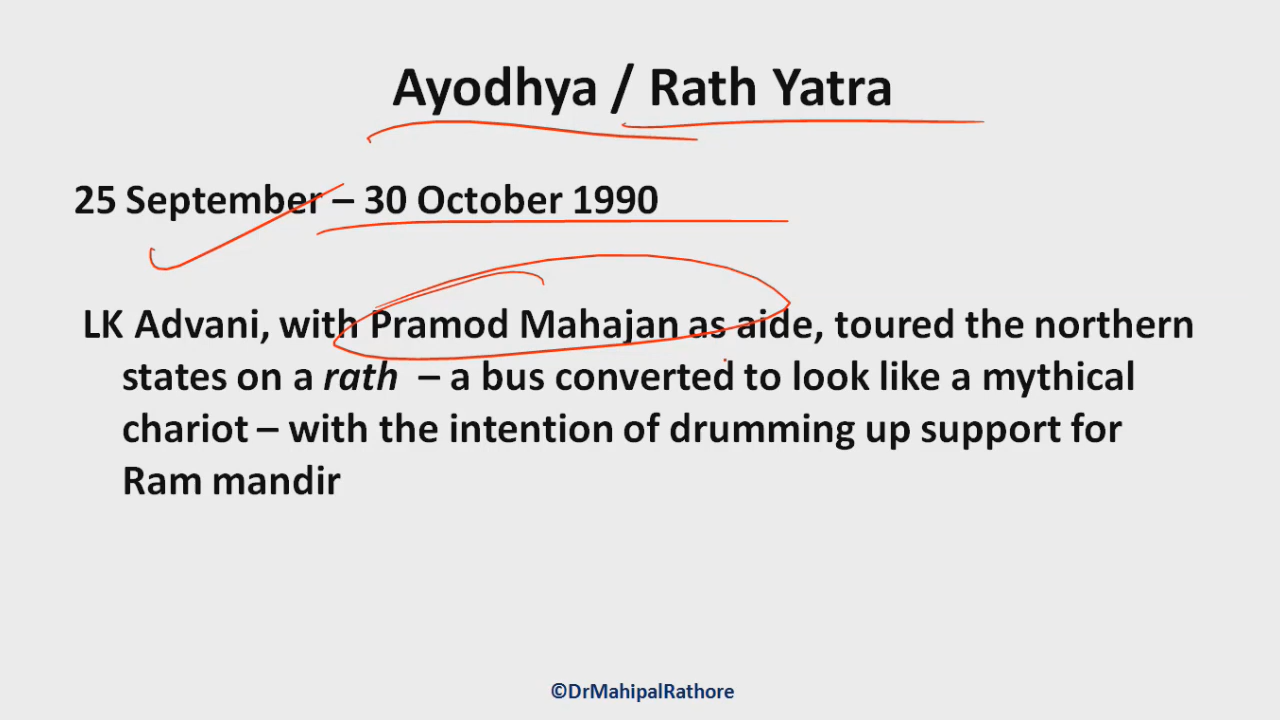 Ayodhya / Rath Yatra
25 September – 30 October 1990
LK Advani, with Pramod Mahajan as aide, toured the northern
states on a rath – a bus converted to look like a mythical
chariot – with the intention of drumming up support for
Ram mandir
©DrMahipalRathore